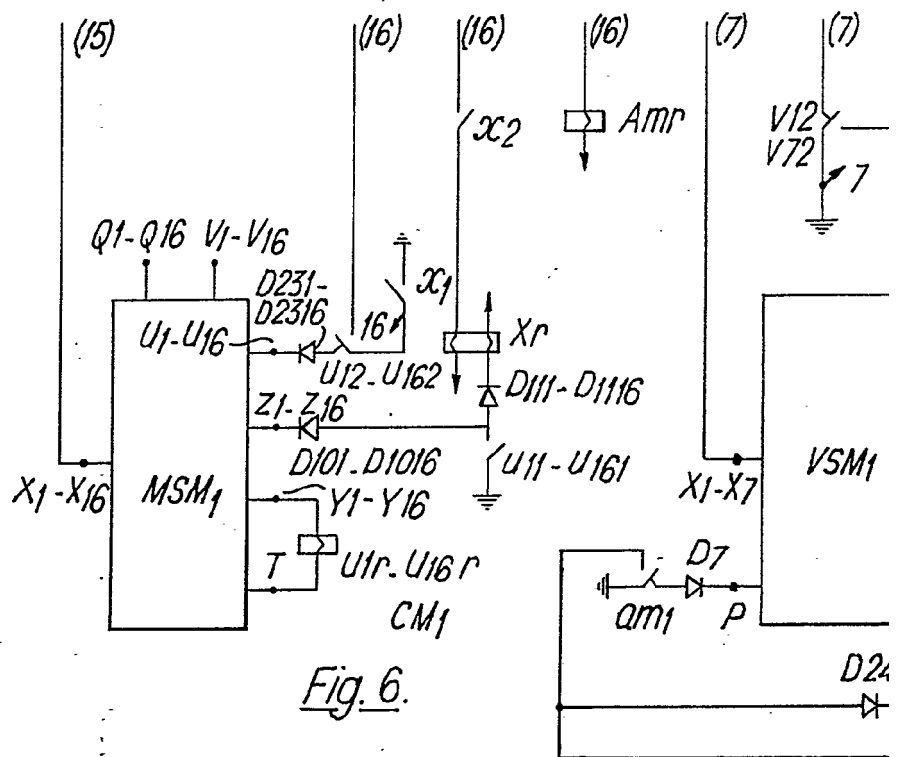 (15)
(16)
(16)
(16)
(7)
(7)
x2
Amr
V12
V72
7
Q1-Q16
V1-V16
D231-
D2316
x1
U1-U16
16
Xr
U12-U162
D111-D1116
Z1-Z16
D101-D1016
U11-U161
X1-X16
MSM1
Y1-Y16
X1-X7
VSM1
T
U1r-U16r
D7
am1
P
CM1
D24
Fig. 6.